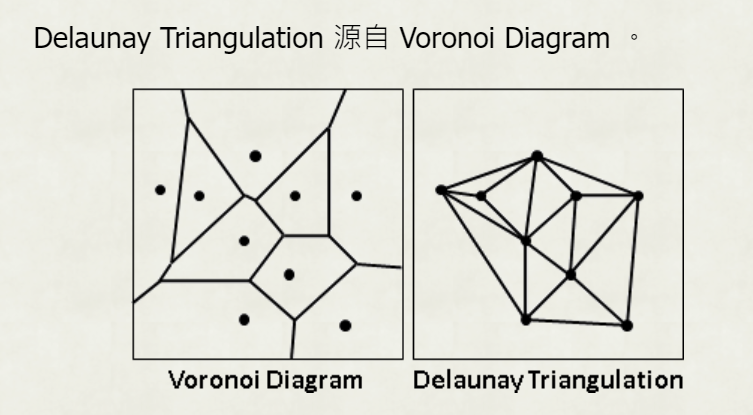 Delaunay Triangulation 源自 Voronoi Diagram 。
Voronoi Diagram
Delaunay Triangulation